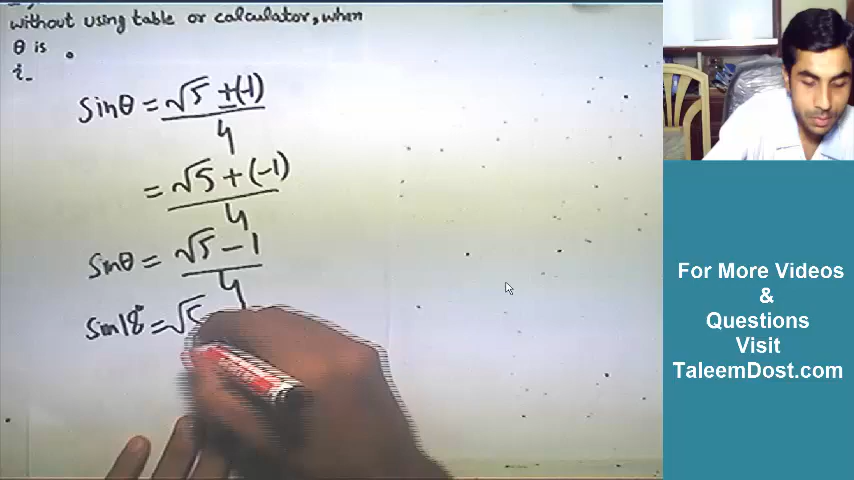 without using table or calculator, when
θ is
i-
sinθ = √5 +(-1)
4
= √5 + (-1)
4
sinθ = √5 - 1
4
sin18° = √5
For More Videos
&
Questions
Visit
TaleemDost.com